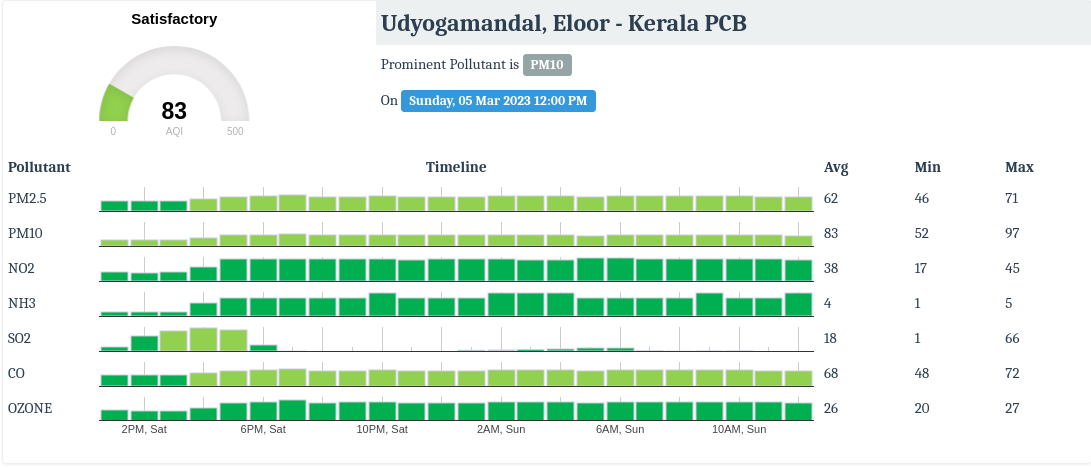 Satisfactory
83
0 AQI 500
Udyogamandal, Eloor - Kerala PCB
Prominent Pollutant is PM10
On Sunday, 05 Mar 2023 12:00 PM
Pollutant Timeline Avg Min Max
PM2.5 62 46 71
PM10 83 52 97
NO2 38 17 45
NH3 4 1 5
SO2 18 1 66
CO 68 48 72
OZONE 26 20 27
2PM, Sat 6PM, Sat 10PM, Sat 2AM, Sun 6AM, Sun 10AM, Sun